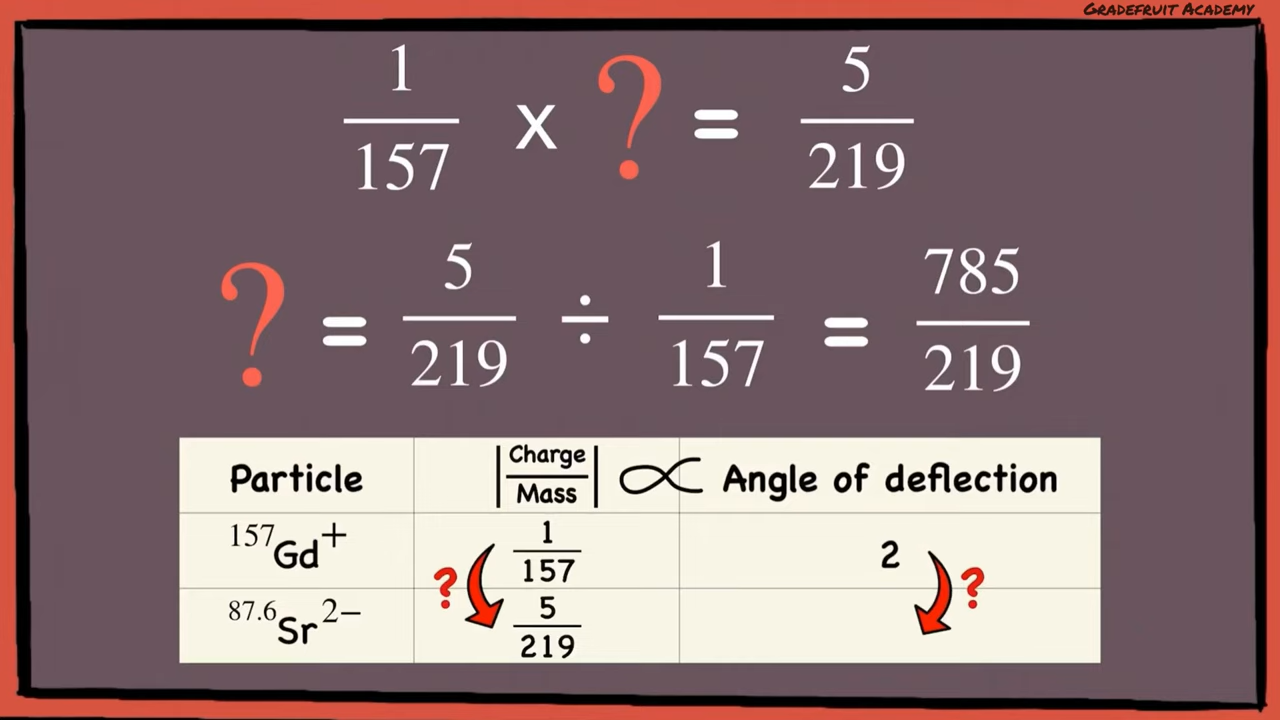 Gradefruit Academy
1/157 x ? = 5/219
? = 5/219 ÷ 1/157 = 785/219
Particle |Charge/Mass| ∝ Angle of deflection
¹⁵⁷Gd⁺ ? 1/157 2 ?
⁸⁷·⁶Sr²⁻ 5/219